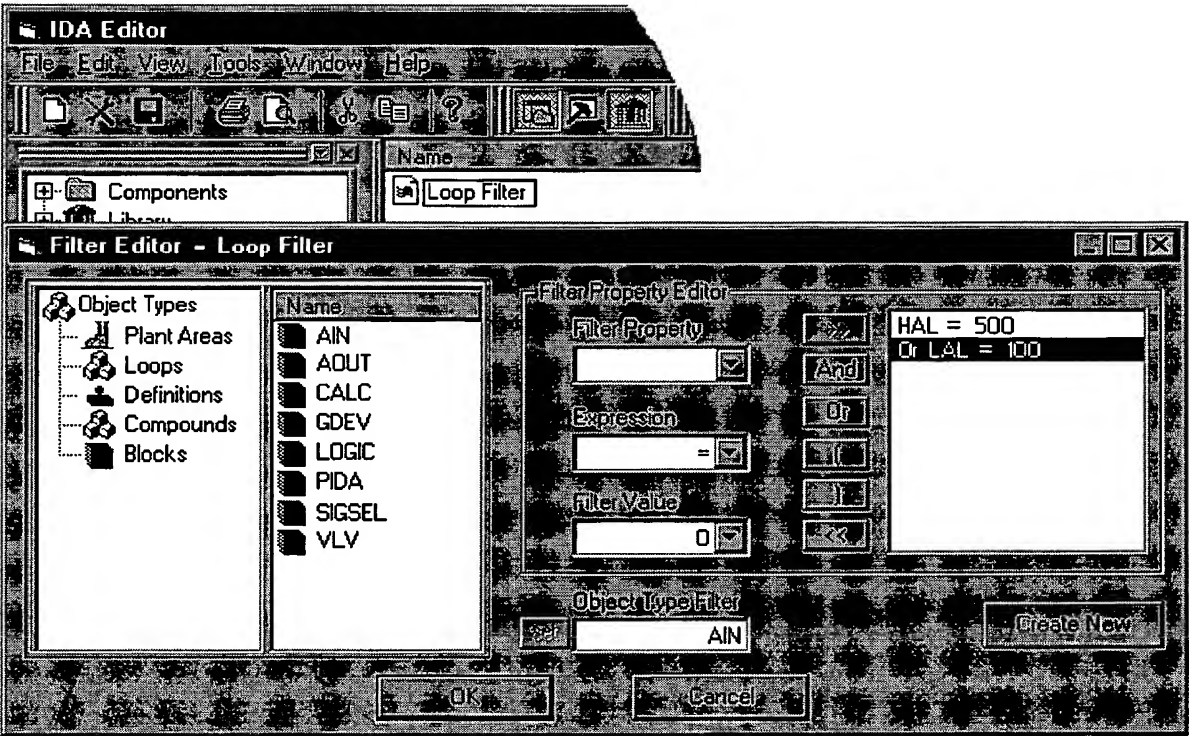 IDA Editor
File Edit View Tools Window Help
Name
Components
Loop Filter
Library
Filter Editor - Loop Filter
Object Types
Plant Areas
Loops
Definitions
Compounds
Blocks
Name
AIN
AOUT
CALC
GDEV
LOGIC
PIDA
SIGSEL
VLV
Filter Property Editor
Filter Property
>>
And
Expression
Or
=
(
Filter Value
)
0
<<
HAL = 500
Or LAL = 100
Object Type Filter
AIN
Create New
OK
Cancel